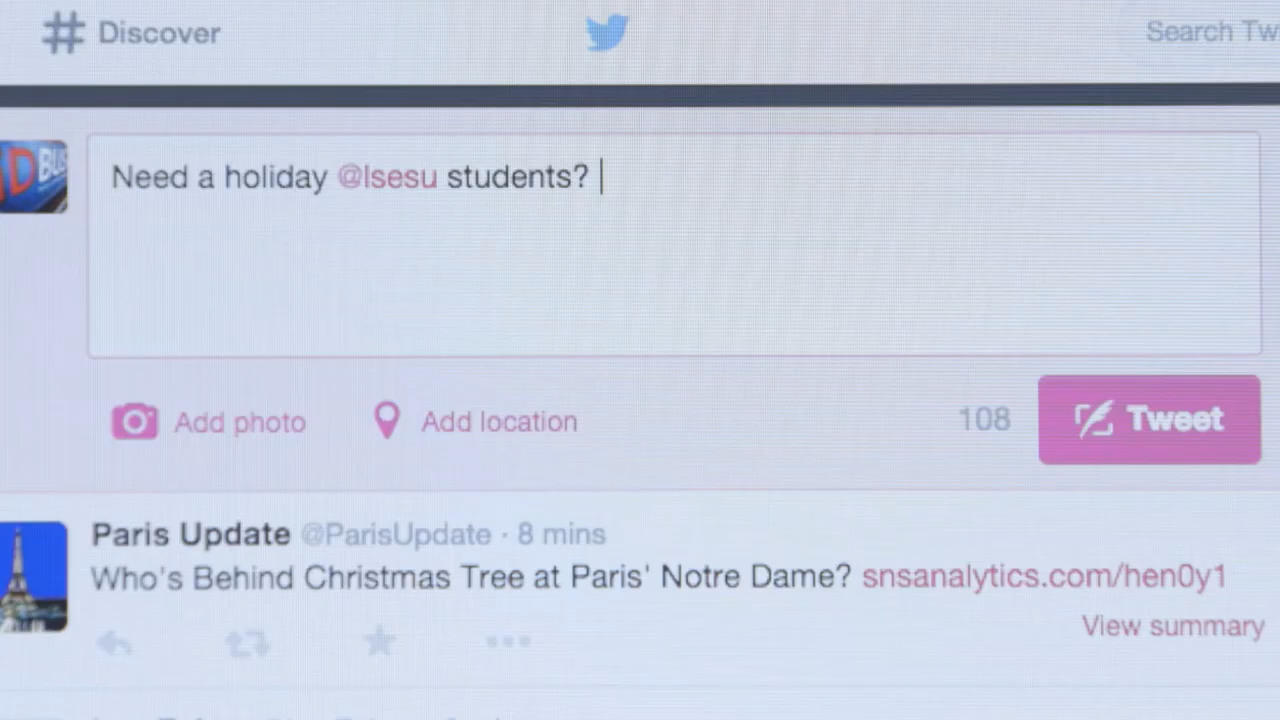 Discover
Search Tw
D BUS
Need a holiday @lsesu students?
Add photo
Add location
108
Tweet
Paris Update @ParisUpdate · 8 mins
Who's Behind Christmas Tree at Paris' Notre Dame? snsanalytics.com/hen0y1
View summary